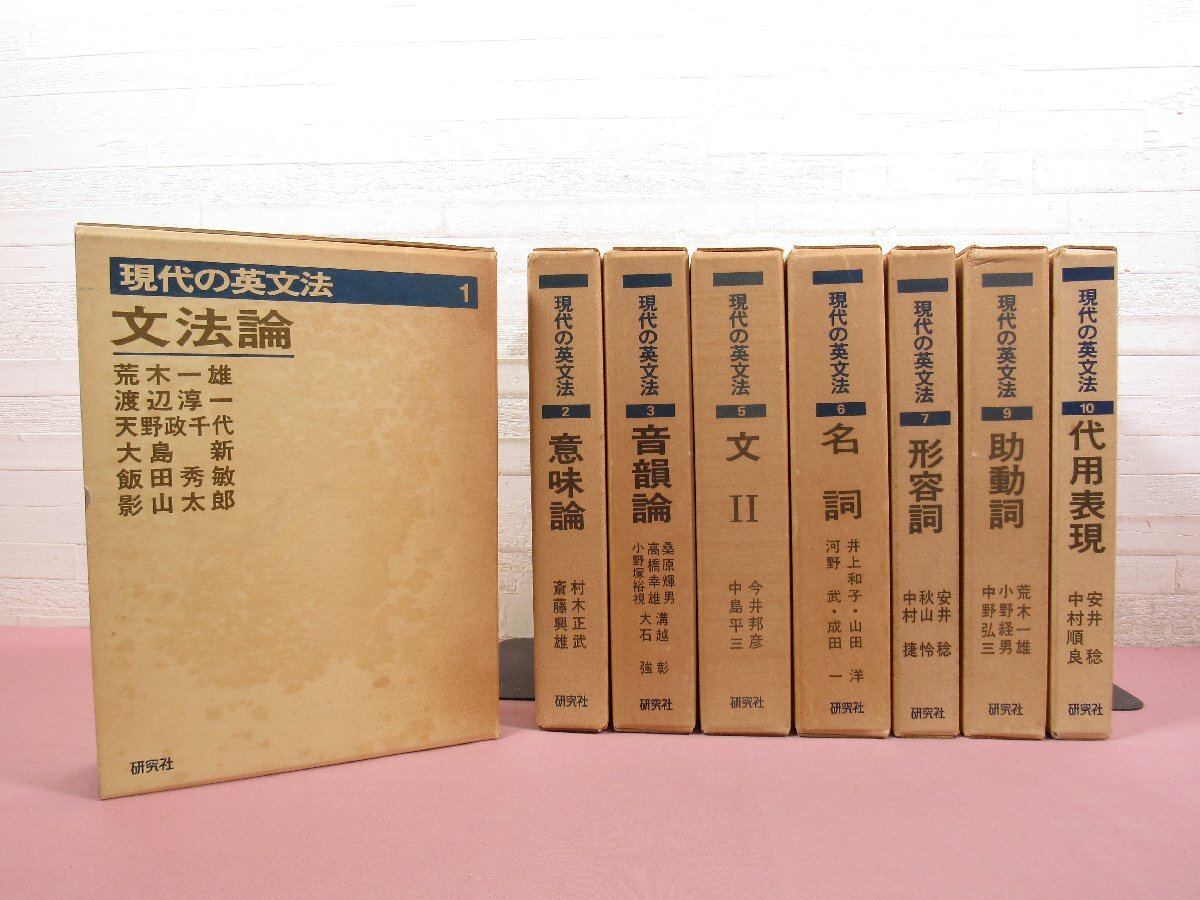 現代の英文法 1
文法論
荒木一雄
渡辺淳一
天野政千代
大島 新
飯田秀敏
影山太郎
研究社
現代の英文法
2
意味論
村木正武
斎藤興雄
研究社
現代の英文法
3
音韻論
桑原輝男
高橋幸雄
小野塚裕視
溝越 彰
大石 強
研究社
現代の英文法
5
文 II
今井邦彦
中島平三
研究社
現代の英文法
6
名詞
井上和子・山田 洋
河野 武・成田 一
研究社
現代の英文法
7
形容詞
安井 稔
秋山 怜
中村 捷
研究社
現代の英文法
9
助動詞
荒木一雄
小野経男
中野弘三
研究社
現代の英文法
10
代用表現
安井 稔
中村順良
研究社